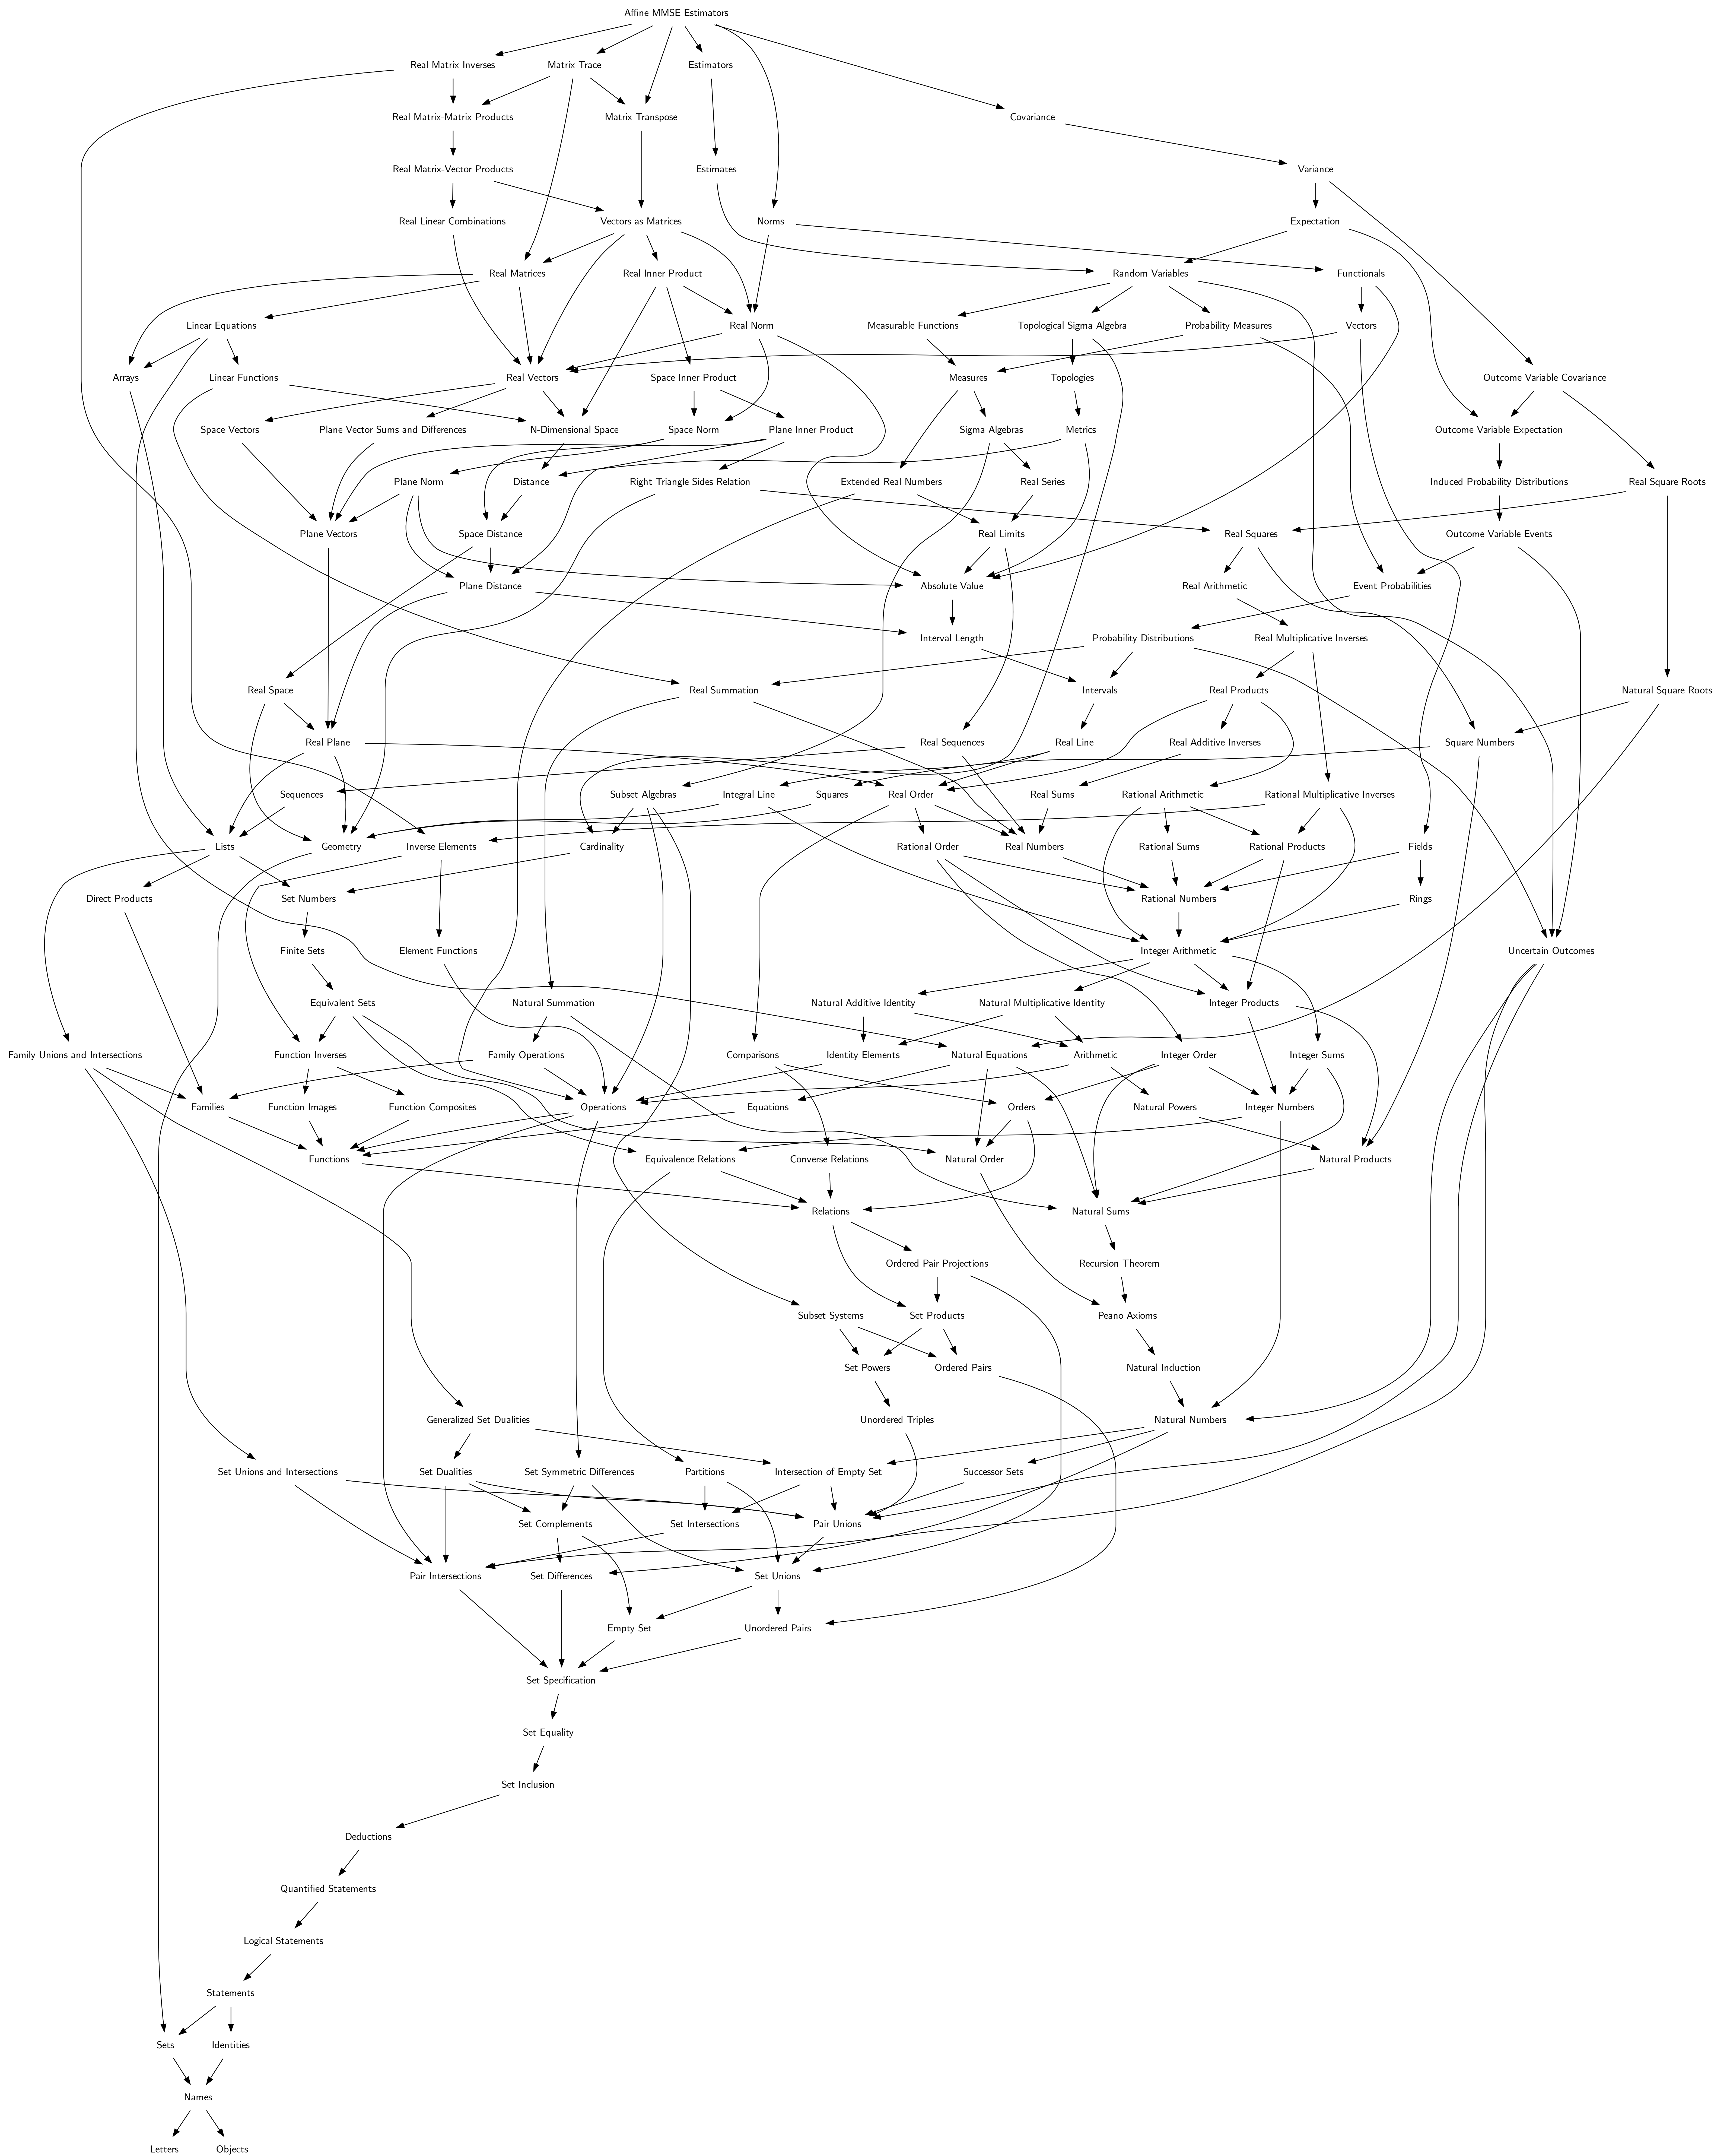 Affine MMSE Estimators
Real Matrix Inverses
Matrix Trace
Estimators
Real Matrix-Matrix Products
Matrix Transpose
Covariance
Real Matrix-Vector Products
Estimates
Variance
Real Linear Combinations
Vectors as Matrices
Norms
Expectation
Real Matrices
Real Inner Product
Random Variables
Functionals
Linear Equations
Real Norm
Measurable Functions
Topological Sigma Algebra
Probability Measures
Vectors
Arrays
Linear Functions
Real Vectors
Space Inner Product
Measures
Topologies
Outcome Variable Covariance
Space Vectors
Plane Vector Sums and Differences
N-Dimensional Space
Space Norm
Plane Inner Product
Sigma Algebras
Metrics
Outcome Variable Expectation
Plane Norm
Distance
Right Triangle Sides Relation
Extended Real Numbers
Real Series
Induced Probability Distributions
Real Square Roots
Plane Vectors
Space Distance
Real Limits
Real Squares
Outcome Variable Events
Plane Distance
Absolute Value
Real Arithmetic
Event Probabilities
Interval Length
Probability Distributions
Real Multiplicative Inverses
Real Space
Real Summation
Intervals
Real Products
Natural Square Roots
Real Plane
Real Sequences
Real Line
Real Additive Inverses
Square Numbers
Sequences
Subset Algebras
Integral Line
Squares
Real Order
Real Sums
Rational Arithmetic
Rational Multiplicative Inverses
Lists
Geometry
Inverse Elements
Cardinality
Rational Order
Real Numbers
Rational Sums
Rational Products
Fields
Direct Products
Set Numbers
Rational Numbers
Rings
Finite Sets
Element Functions
Integer Arithmetic
Uncertain Outcomes
Equivalent Sets
Natural Summation
Natural Additive Identity
Natural Multiplicative Identity
Integer Products
Family Unions and Intersections
Function Inverses
Family Operations
Comparisons
Identity Elements
Natural Equations
Arithmetic
Integer Order
Integer Sums
Families
Function Images
Function Composites
Operations
Equations
Orders
Natural Powers
Integer Numbers
Functions
Equivalence Relations
Converse Relations
Natural Order
Natural Products
Relations
Natural Sums
Ordered Pair Projections
Recursion Theorem
Subset Systems
Set Products
Peano Axioms
Set Powers
Ordered Pairs
Natural Induction
Generalized Set Dualities
Unordered Triples
Natural Numbers
Set Unions and Intersections
Set Dualities
Set Symmetric Differences
Partitions
Intersection of Empty Set
Successor Sets
Set Complements
Set Intersections
Pair Unions
Pair Intersections
Set Differences
Set Unions
Empty Set
Unordered Pairs
Set Specification
Set Equality
Set Inclusion
Deductions
Quantified Statements
Logical Statements
Statements
Sets
Identities
Names
Letters
Objects